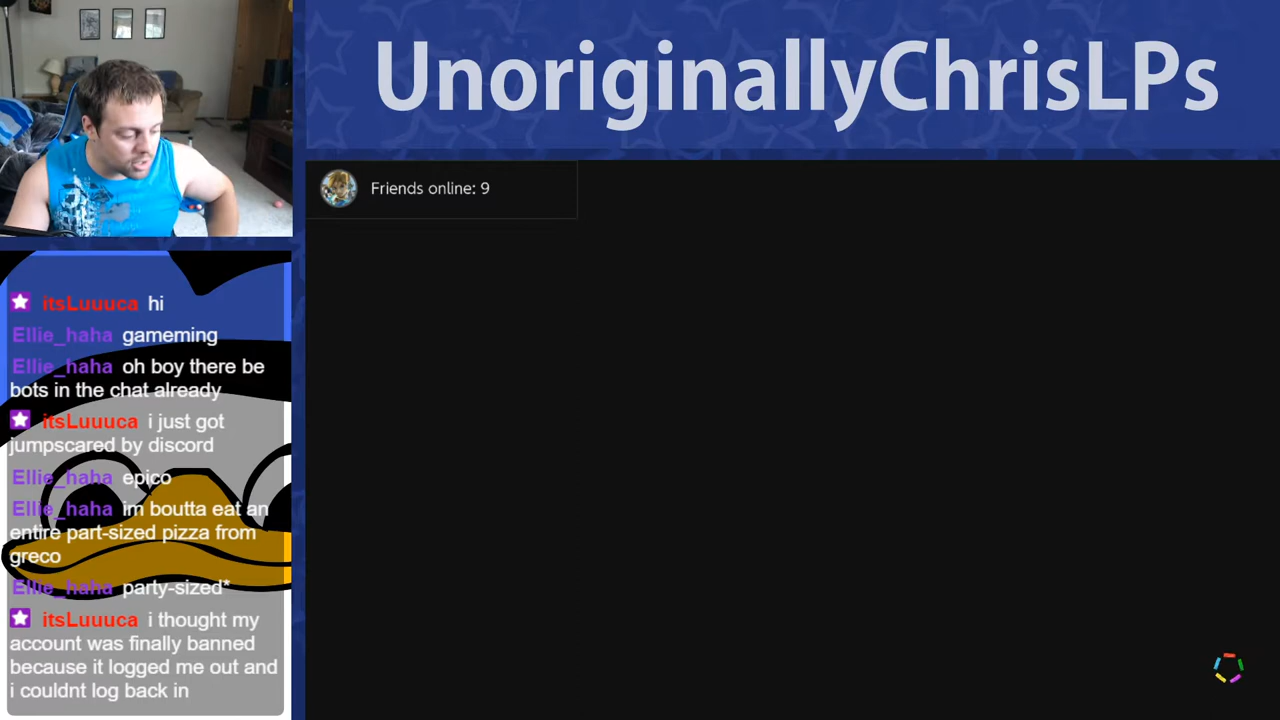 UnoriginallyChrisLPs
Friends online: 9
itsLuuuca hi
Ellie_haha gameming
Ellie_haha oh boy there be
bots in the chat already
itsLuuuca i just got
jumpscared by discord
Ellie_haha epico
Ellie_haha im boutta eat an
entire part-sized pizza from
greco
Ellie_haha party-sized*
itsLuuuca i thought my
account was finally banned
because it logged me out and
i couldnt log back in